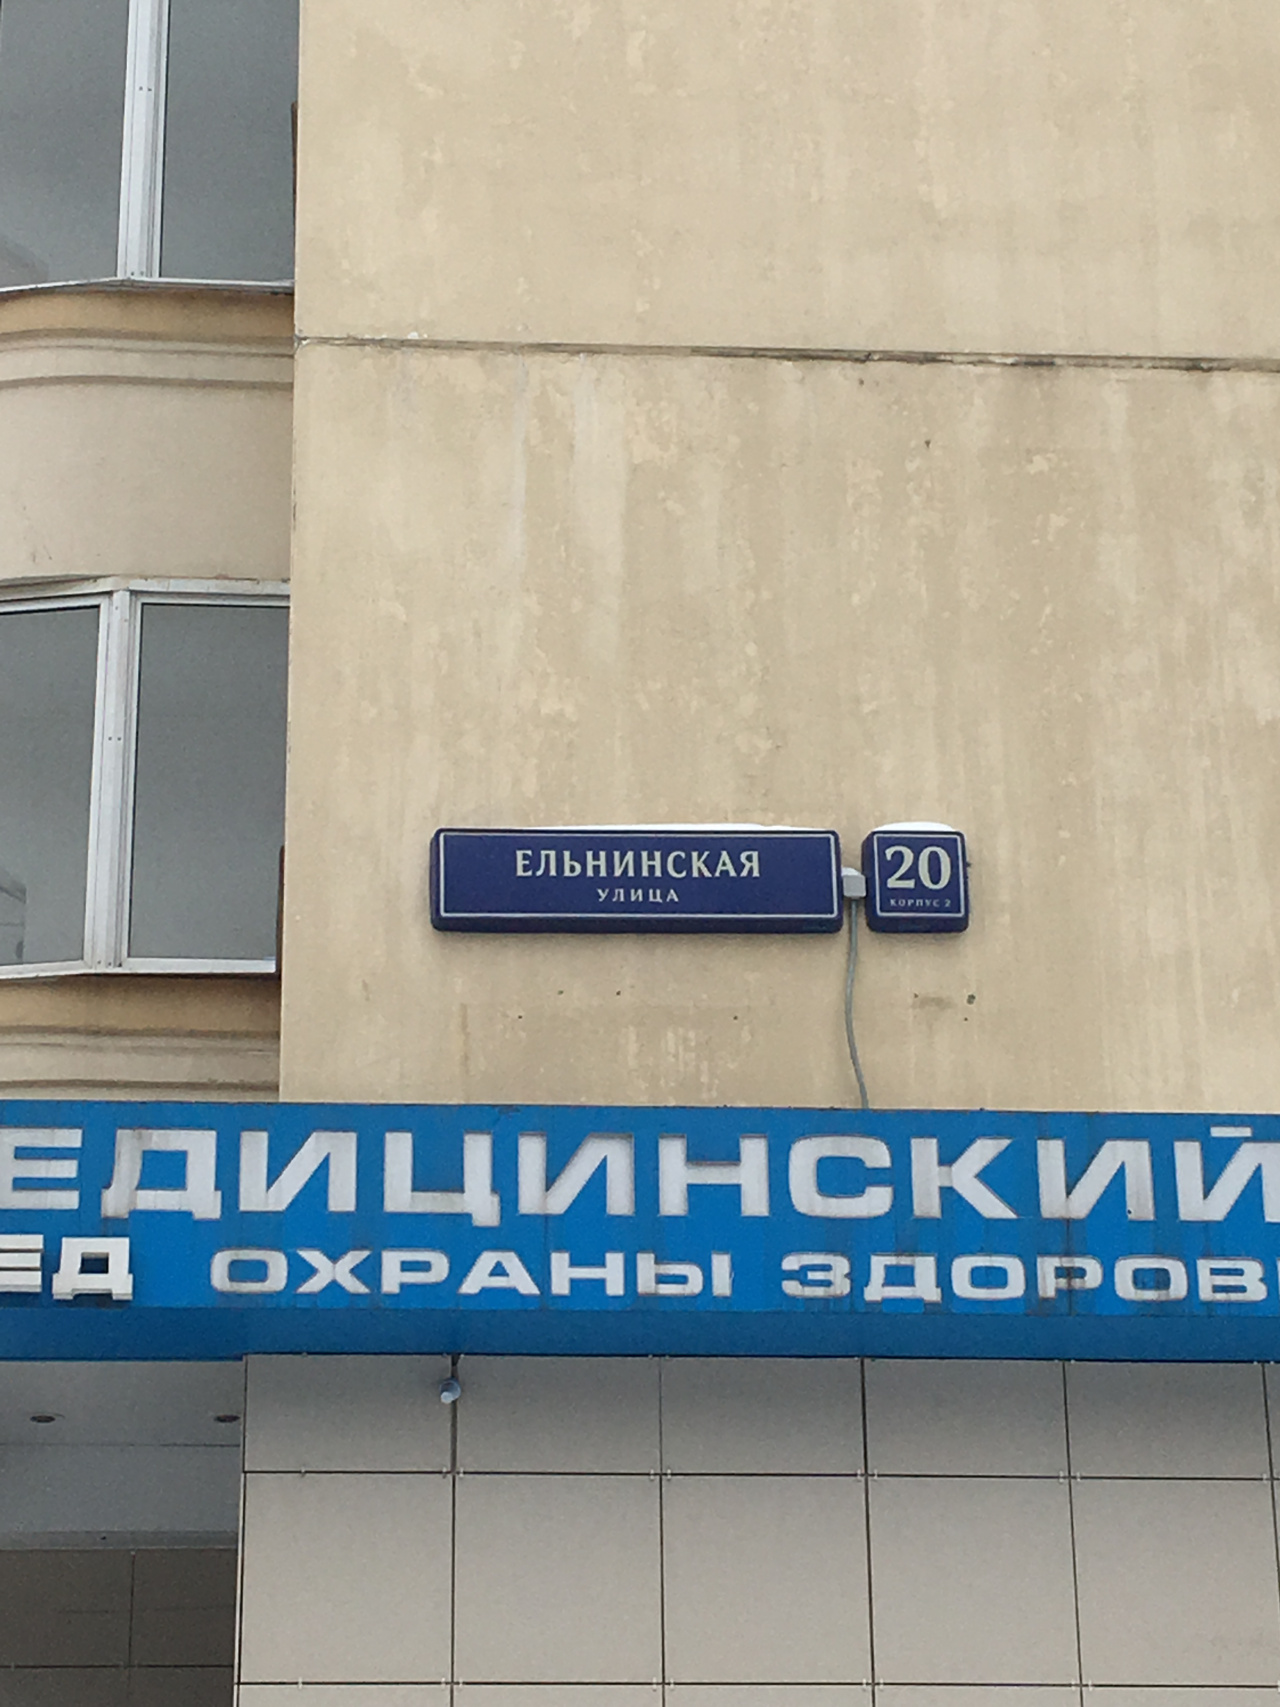 ЕЛЬНИНСКАЯ
УЛИЦА
20
КОРПУС 2
ЕДИЦИНСКИЙ
ЕД ОХРАНЫ ЗДОРОВ